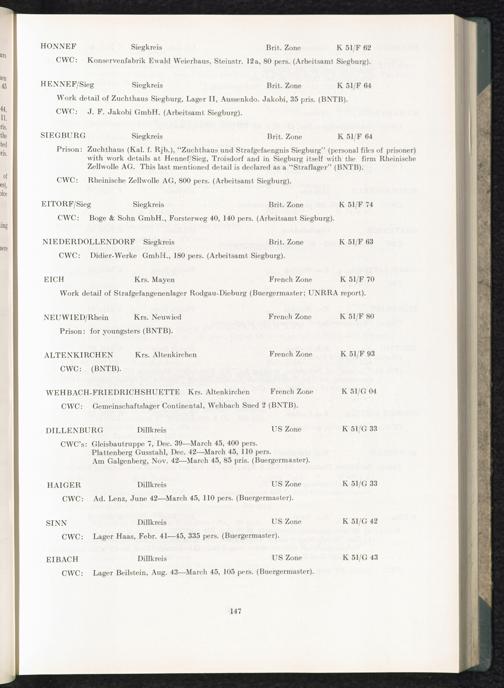 HONNEF Siegkreis Brit. Zone K 51/F 62
CWC: Konservenfabrik Ewald Weierhaus, Steinstr. 12a, 80 pers. (Arbeitsamt Siegburg).
HENNEF/Sieg Siegkreis Brit. Zone K 51/F 64
Work detail of Zuchthaus Siegburg, Lager II, Aussenkdo. Jakobi, 35 pris. (BNTB).
CWC: J. F. Jakobi GmbH. (Arbeitsamt Siegburg).
SIEGBURG Siegkreis Brit. Zone K 51/F 64
Prison: Zuchthaus (Kal. f. Rjb.), "Zuchthaus und Strafgefaengnis Siegburg" (personal files of prisoner)
with work details at Hennef/Sieg, Troisdorf and in Siegburg itself with the firm Rheinische
Zellwolle AG. This last mentioned detail is declared as a "Straflager" (BNTB).
CWC: Rheinische Zellwolle AG, 800 pers. (Arbeitsamt Siegburg).
EITORF/Sieg Siegkreis Brit. Zone K 51/F 74
CWC: Boge & Sohn GmbH., Forsterweg 40, 140 pers. (Arbeitsamt Siegburg).
NIEDERDOLLENDORF Siegkreis Brit. Zone K 51/F 63
CWC: Didier-Werke GmbH., 180 pers. (Arbeitsamt Siegburg).
EICH Krs. Mayen French Zone K 51/F 70
Work detail of Strafgefangenenlager Rodgau-Dieburg (Buergermaster; UNRRA report).
NEUWIED/Rhein Krs. Neuwied French Zone K 51/F 80
Prison: for youngsters (BNTB).
ALTENKIRCHEN Krs. Altenkirchen French Zone K 51/F 93
CWC: (BNTB).
WEHBACH-FRIEDRICHSHUETTE Krs. Altenkirchen French Zone K 51/G 04
CWC: Gemeinschaftslager Continental, Wehbach Sued 2 (BNTB).
DILLENBURG Dillkreis US Zone K 51/G 33
CWC's: Gleisbautruppe 7, Dec. 39—March 45, 400 pers.
Plattenberg Gusstahl, Dec. 42—March 45, 110 pers.
Am Galgenberg, Nov. 42—March 45, 85 pris. (Buergermaster).
HAIGER Dillkreis US Zone K 51/G 33
CWC: Ad. Lenz, June 42—March 45, 110 pers. (Buergermaster).
SINN Dillkreis US Zone K 51/G 42
CWC: Lager Haas, Febr. 41—45, 335 pers. (Buergermaster).
EIBACH Dillkreis US Zone K 51/G 43
CWC: Lager Beilstein, Aug. 43—March 45, 105 pers. (Buergermaster).
147